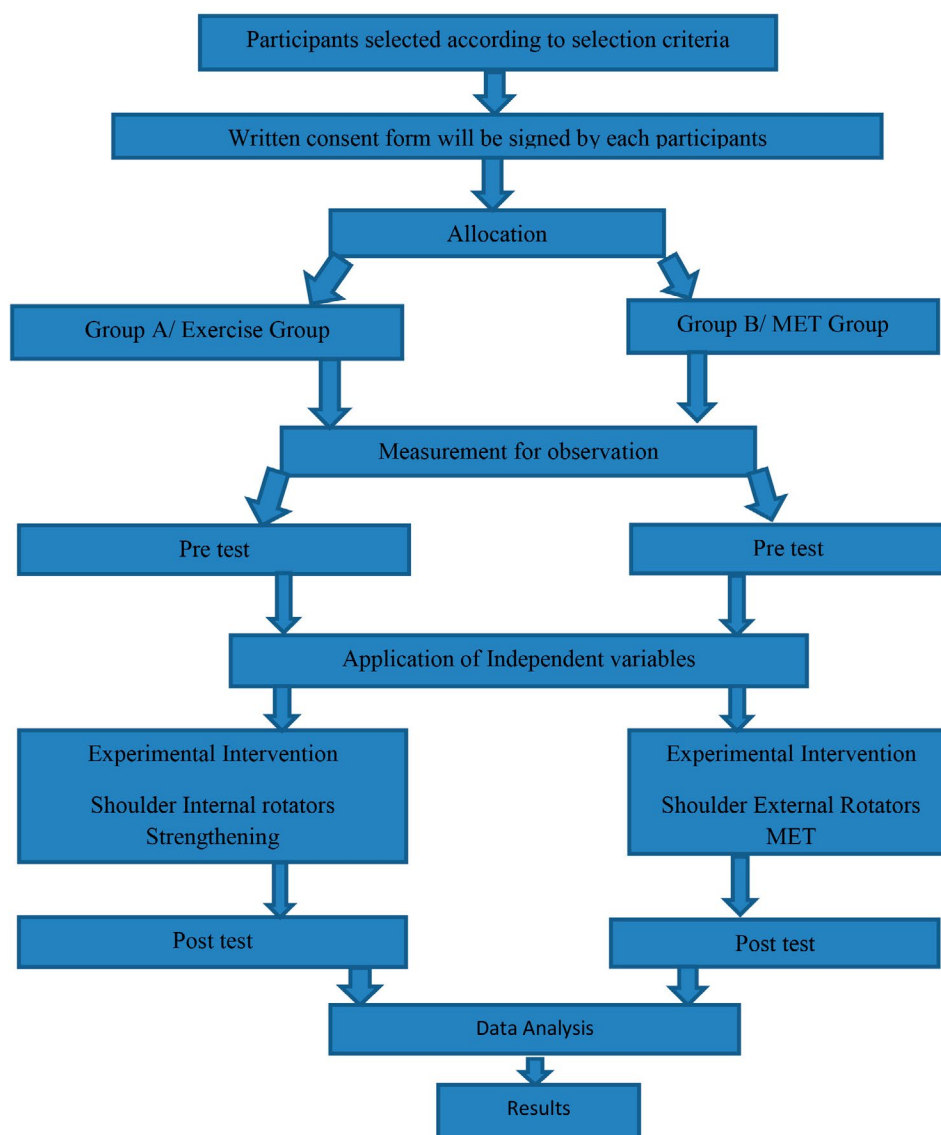 Participants selected according to selection criteria
Written consent form will be signed by each participants
Allocation
Group A/ Exercise Group
Group B/ MET Group
Measurement for observation
Pre test
Pre test
Application of Independent variables
Experimental Intervention
Shoulder Internal rotators
Strengthening
Experimental Intervention
Shoulder External Rotators
MET
Post test
Post test
Data Analysis
Results